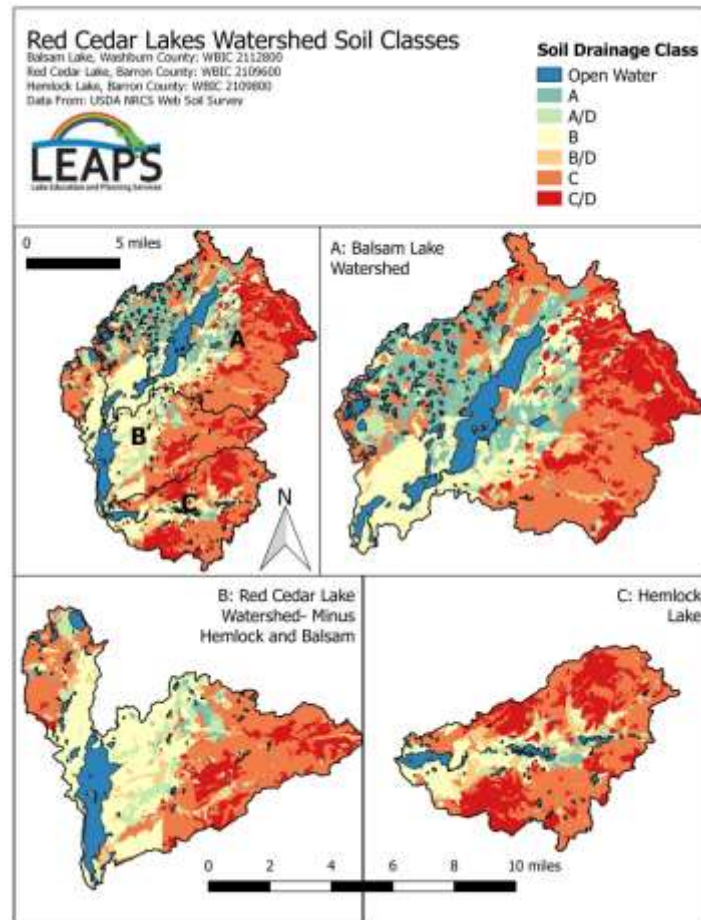 Red Cedar Lakes Watershed Soil Classes
Balsam Lake, Washburn County: WBIC 2112800
Red Cedar Lake, Barron County: WBIC 2109600
Hemlock Lake, Barron County: WBIC 2109800
Data From: USDA NRCS Web Soil Survey
LEAPS
Lake Education and Planning Services
Soil Drainage Class
Open Water
A
A/D
B
B/D
C
C/D
0 5 miles
A
B
C
N
A: Balsam Lake
Watershed
B: Red Cedar Lake
Watershed- Minus
Hemlock and Balsam
C: Hemlock
Lake
0 2 4 6 8 10 miles